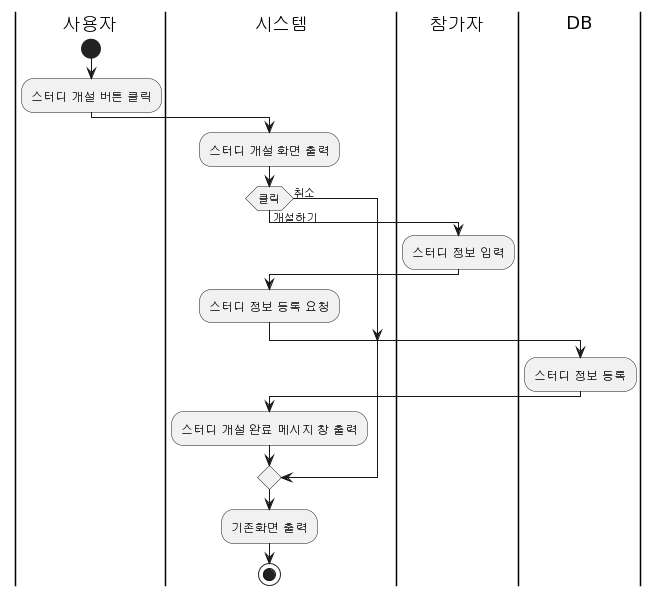 사용자
시스템
참가자
DB
스터디 개설 버튼 클릭
스터디 개설 화면 출력
클릭
취소
개설하기
스터디 정보 입력
스터디 정보 등록 요청
스터디 정보 등록
스터디 개설 완료 메시지 창 출력
기존화면 출력